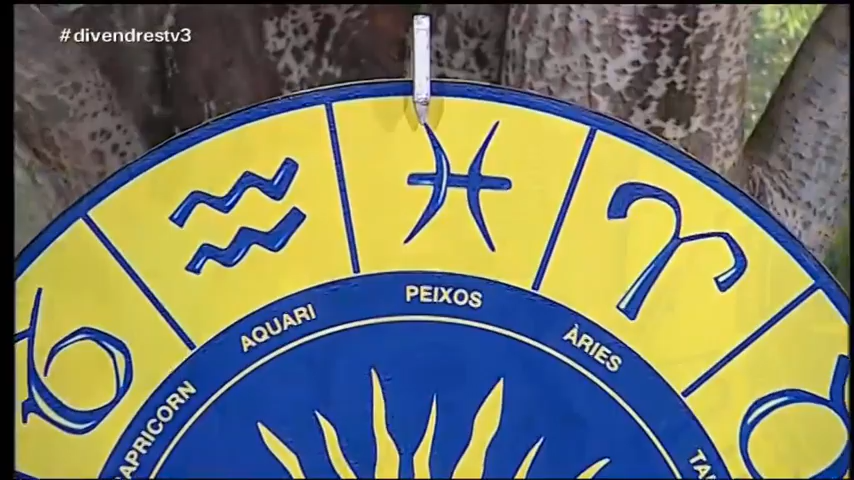 #divendrestv3
PEIXOS
AQUARI
ÀRIES
CAPRICORN